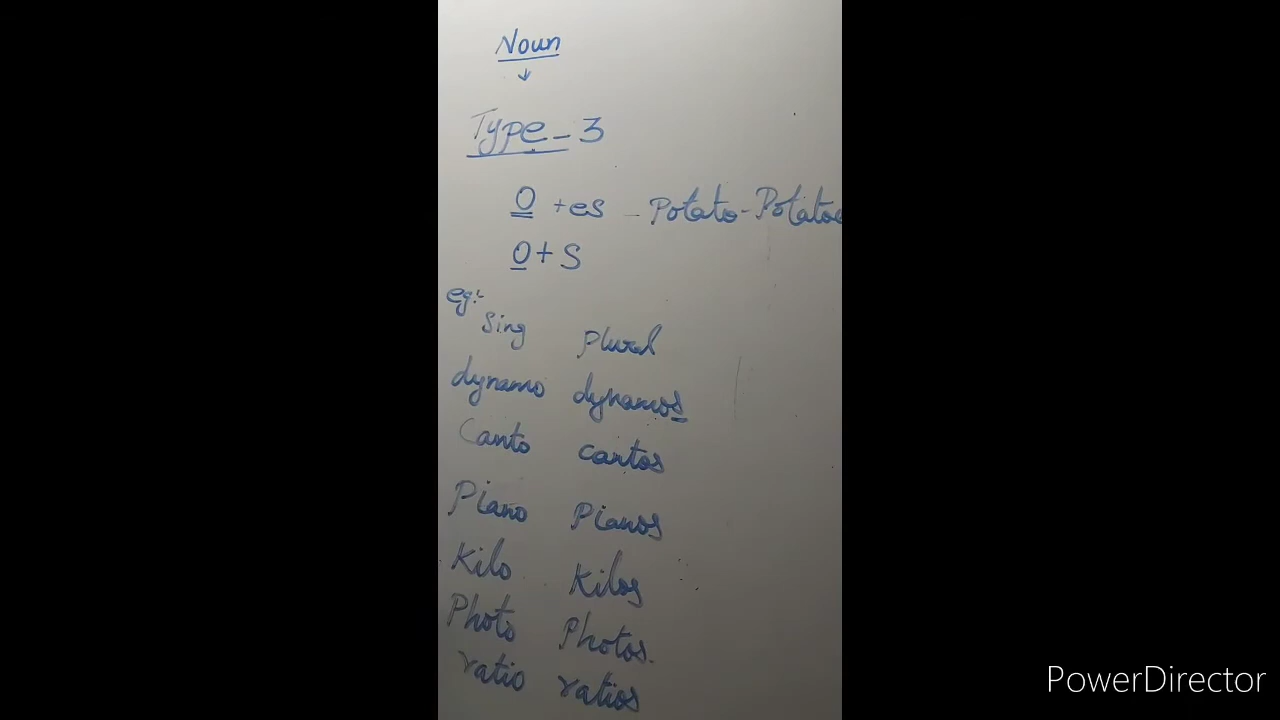 Noun
↓
Type - 3
O + es - Potato - Potatoe
O + S
eg:-
Sing Plural
dynamo dynamos
Canto cantos
Piano Pianos
Kilo Kilos
Photo Photos.
ratio ratios
PowerDirector